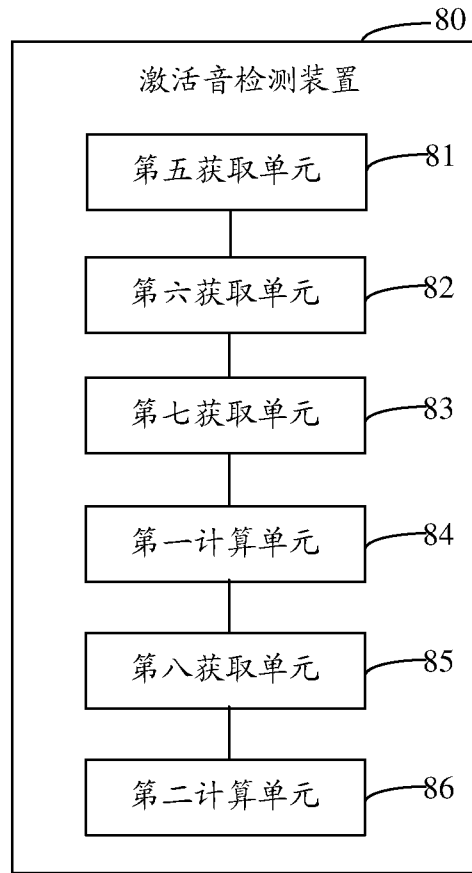 80
激活音检测装置
第五获取单元 81
第六获取单元 82
第七获取单元 83
第一计算单元 84
第八获取单元 85
第二计算单元 86